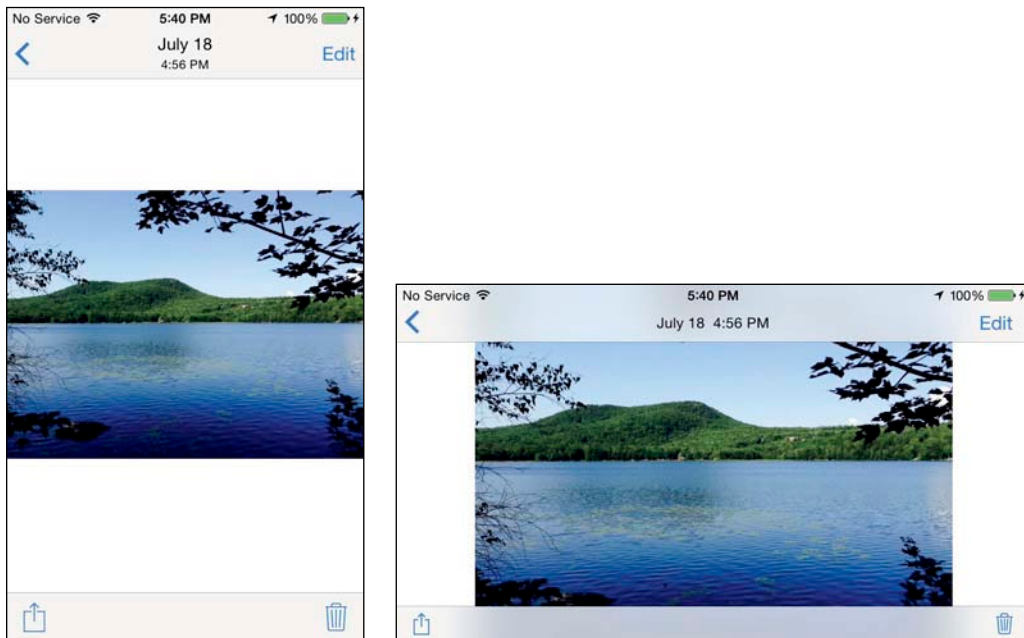 No Service 5:40 PM 100%
July 18
Edit
4:56 PM
No Service 5:40 PM 100%
July 18 4:56 PM Edit